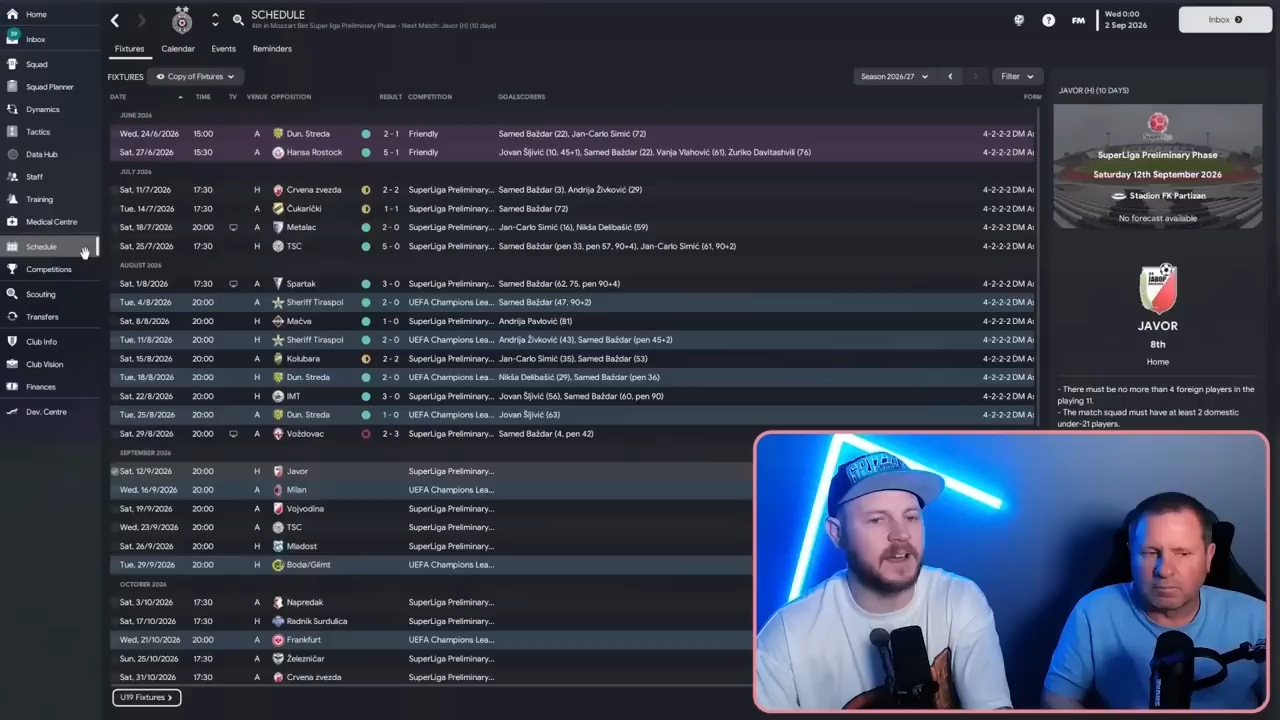 Home
39
Inbox
Squad
Squad Planner
Dynamics
Tactics
Data Hub
Staff
Training
Medical Centre
Schedule
Competitions
Scouting
Transfers
Club Info
Club Vision
Finances
Dev. Centre
SCHEDULE
4th in Mozzart Bet Super liga Preliminary Phase - Next Match: Javor (H) (10 days)
FM
Wed 0:00
2 Sep 2026
Inbox
Fixtures Calendar Events Reminders
FIXTURES Copy of Fixtures Season 2026/27 Filter
DATE TIME TV VENUE OPPOSITION RESULT COMPETITION GOALSCORERS FORM
JUNE 2026
Wed, 24/6/2026 15:00 A Dun. Streda 2 - 1 Friendly Samed Baždar (22), Jan-Carlo Simić (72) 4-2-2-2 DM A
Sat, 27/6/2026 15:30 A Hansa Rostock 5 - 1 Friendly Jovan Šljivić (10, 45+1), Samed Baždar (22), Vanja Vlahović (61), Zuriko Davitashvili (76) 4-2-2-2 DM A
JULY 2026
Sat, 11/7/2026 17:30 H Crvena zvezda 2 - 2 SuperLiga Preliminary... Samed Baždar (3), Andrija Živković (29) 4-2-2-2 DM A
Tue, 14/7/2026 17:30 A Čukarički 1 - 1 SuperLiga Preliminary... Samed Baždar (72) 4-2-2-2 DM A
Sat, 18/7/2026 20:00 A Metalac 2 - 0 SuperLiga Preliminary... Jan-Carlo Simić (16), Nikša Delibašić (59) 4-2-2-2 DM A
Sat, 25/7/2026 17:30 H TSC 5 - 0 SuperLiga Preliminary... Samed Baždar (pen 33, pen 57, 90+4), Jan-Carlo Simić (61, 90+2) 4-2-2-2 DM A
AUGUST 2026
Sat, 1/8/2026 17:30 A Spartak 3 - 0 SuperLiga Preliminary... Samed Baždar (62, 75, pen 90+4) 4-2-2-2 DM A
Tue, 4/8/2026 20:00 A Sheriff Tiraspol 2 - 0 UEFA Champions Lea... Samed Baždar (47, 90+2) 4-2-2-2 DM A
Sat, 8/8/2026 20:00 H Mačva 1 - 0 SuperLiga Preliminary... Andrija Pavlović (81) 4-2-2-2 DM A
Tue, 11/8/2026 20:00 H Sheriff Tiraspol 2 - 0 UEFA Champions Lea... Andrija Živković (43), Samed Baždar (pen 45+2) 4-2-2-2 DM A
Sat, 15/8/2026 20:00 A Kolubara 2 - 2 SuperLiga Preliminary... Jan-Carlo Simić (35), Samed Baždar (53) 4-2-2-2 DM A
Tue, 18/8/2026 20:00 H Dun. Streda 2 - 0 UEFA Champions Lea... Nikša Delibašić (29), Samed Baždar (pen 36) 4-2-2-2 DM A
Sat, 22/8/2026 20:00 H IMT 3 - 0 SuperLiga Preliminary... Jovan Šljivić (56), Samed Baždar (60, pen 90) 4-2-2-2 DM A
Tue, 25/8/2026 20:00 A Dun. Streda 1 - 0 UEFA Champions Lea... Jovan Šljivić (63) 4-2-2-2 DM A
Sat, 29/8/2026 20:00 A Voždovac 2 - 3 SuperLiga Preliminary... Samed Baždar (4, pen 42) 4-2-2-2 DM A
SEPTEMBER 2026
Sat, 12/9/2026 20:00 H Javor SuperLiga Preliminary...
Wed, 16/9/2026 20:00 A Milan UEFA Champions Lea...
Sat, 19/9/2026 20:00 A Vojvodina SuperLiga Preliminary...
Wed, 23/9/2026 20:00 A TSC SuperLiga Preliminary...
Sat, 26/9/2026 20:00 H Mladost SuperLiga Preliminary...
Tue, 29/9/2026 20:00 H Bodø/Glimt UEFA Champions Lea...
OCTOBER 2026
Sat, 3/10/2026 17:30 A Napredak SuperLiga Preliminary...
Sat, 17/10/2026 17:30 H Radnik Surdulica SuperLiga Preliminary...
Wed, 21/10/2026 20:00 A Frankfurt UEFA Champions Lea...
Sun, 25/10/2026 17:30 A Železničar SuperLiga Preliminary...
Sat, 31/10/2026 17:30 A Crvena zvezda SuperLiga Preliminary...
U19 Fixtures
JAVOR (H) (10 DAYS)
SuperLiga Preliminary Phase
Saturday 12th September 2026
Stadion FK Partizan
No forecast available
JAVOR
8th
Home
- There must be no more than 4 foreign players in the
playing 11.
- The match squad must have at least 2 domestic
under-21 players.